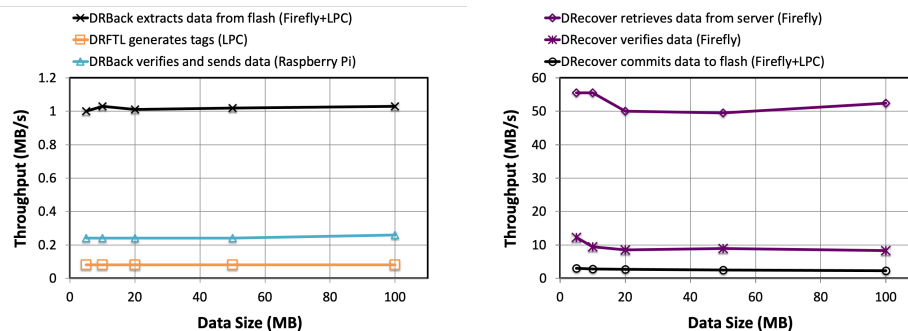 DRBack extracts data from flash (Firefly+LPC)
DRFTL generates tags (LPC)
DRBack verifies and sends data (Raspberry Pi)
1.2
1
0.8
0.6
0.4
0.2
0
Throughput (MB/s)
0 20 40 60 80 100
Data Size (MB)
DRecover retrieves data from server (Firefly)
DRecover verifies data (Firefly)
DRecover commits data to flash (Firefly+LPC)
60
50
40
30
20
10
0
Throughput (MB/s)
0 20 40 60 80 100
Data Size (MB)